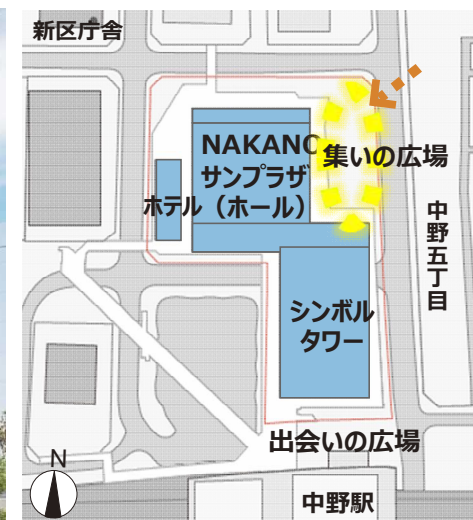 新区庁舎
NAKANO
サンプラザ
（ホール）
ホテル
集いの広場
中野五丁目
シンボル
タワー
出会いの広場
N
中野駅